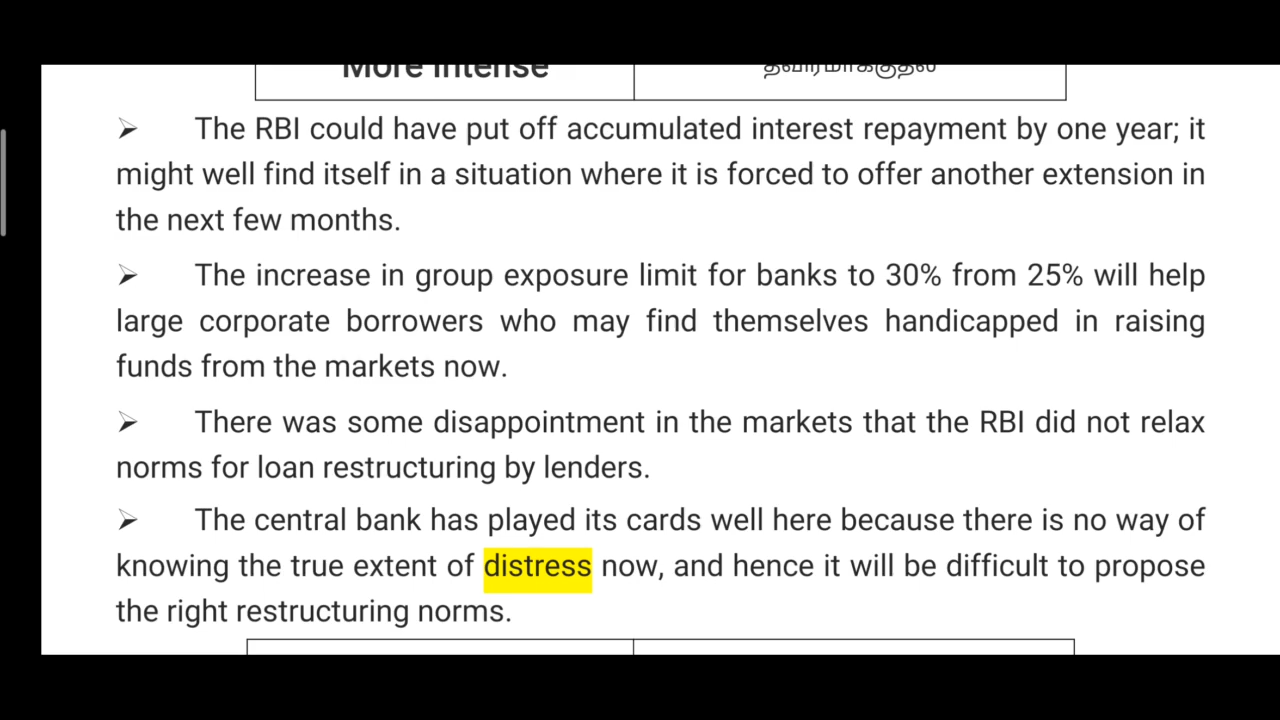 More Intense தீவிரமாக்குதல்
➢ The RBI could have put off accumulated interest repayment by one year; it
might well find itself in a situation where it is forced to offer another extension in
the next few months.
➢ The increase in group exposure limit for banks to 30% from 25% will help
large corporate borrowers who may find themselves handicapped in raising
funds from the markets now.
➢ There was some disappointment in the markets that the RBI did not relax
norms for loan restructuring by lenders.
➢ The central bank has played its cards well here because there is no way of
knowing the true extent of distress now, and hence it will be difficult to propose
the right restructuring norms.